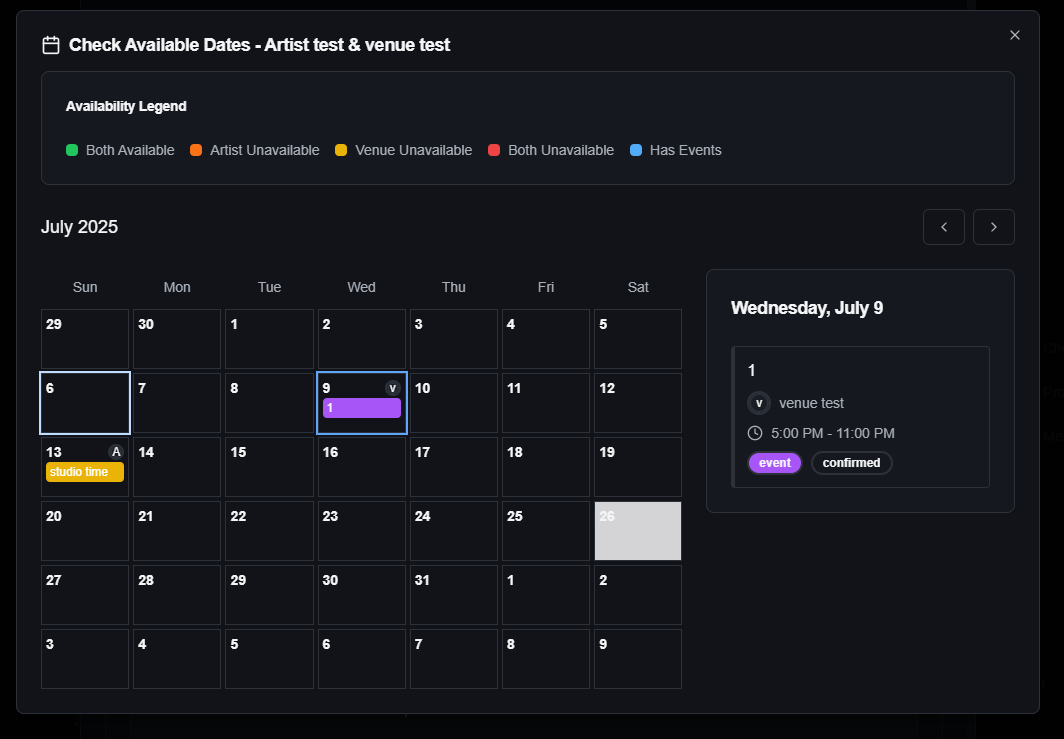 Check Available Dates - Artist test & venue test
Availability Legend
Both Available Artist Unavailable Venue Unavailable Both Unavailable Has Events
July 2025
Sun Mon Tue Wed Thu Fri Sat
29 30 1 2 3 4 5
6 7 8 9 v 10 11 12
1
13 A 14 15 16 17 18 19
studio time
20 21 22 23 24 25 26
27 28 29 30 31 1 2
3 4 5 6 7 8 9
Wednesday, July 9
1
v venue test
5:00 PM - 11:00 PM
event confirmed